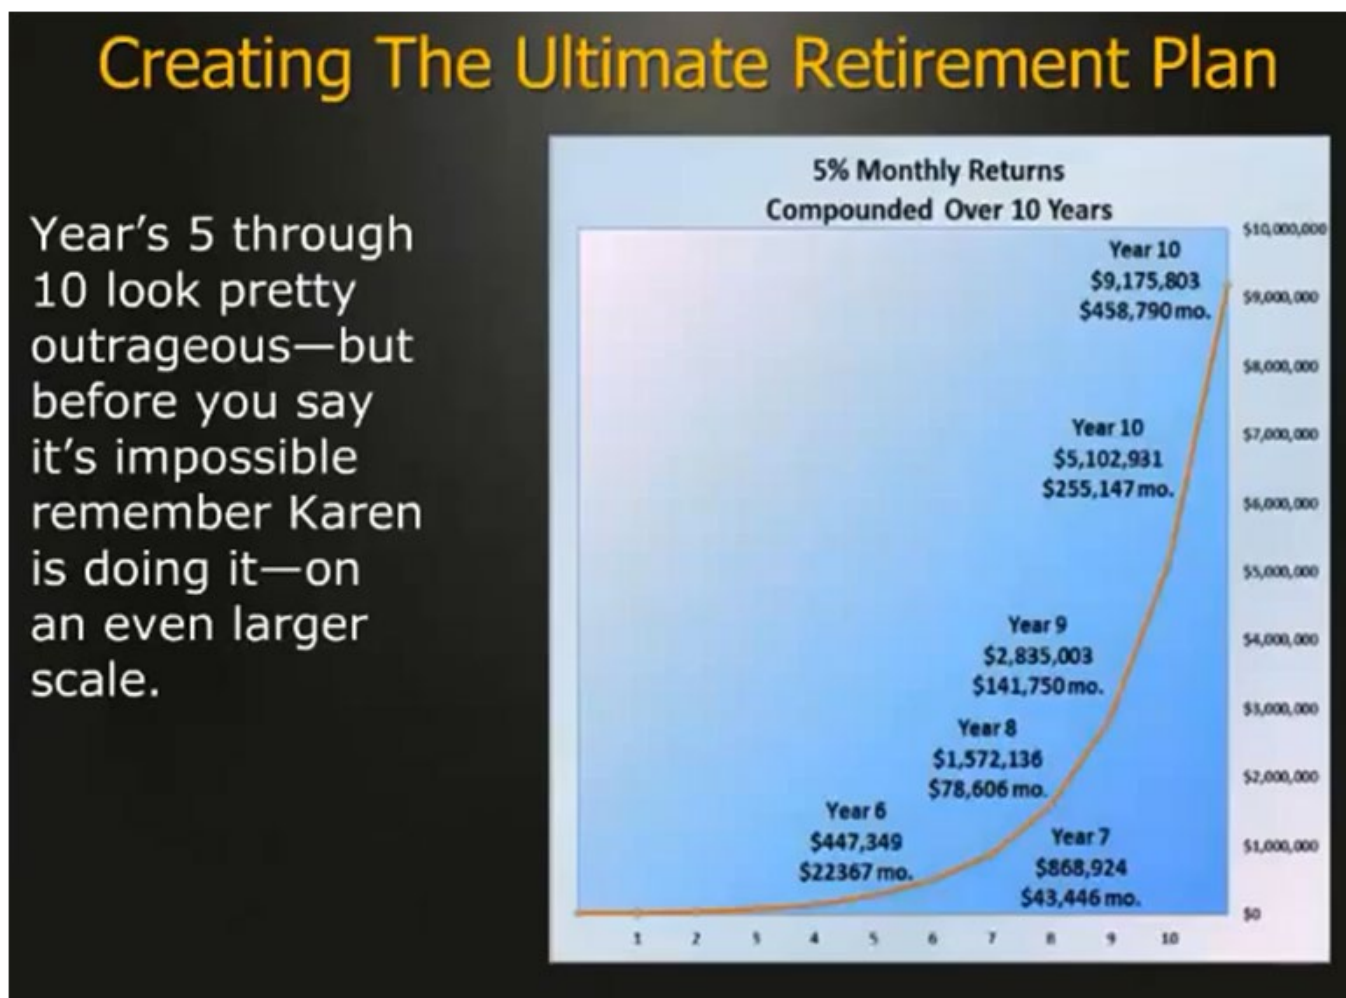 Creating The Ultimate Retirement Plan
Year's 5 through
10 look pretty
outrageous—but
before you say
it's impossible
remember Karen
is doing it—on
an even larger
scale.
5% Monthly Returns
Compounded Over 10 Years
Year 10
$9,175,803
$458,790 mo.
Year 10
$5,102,931
$255,147 mo.
Year 9
$2,835,003
$141,750 mo.
Year 8
$1,572,136
$78,606 mo.
Year 6
$447,349
$22367 mo.
Year 7
$868,924
$43,446 mo.
$10,000,000
$9,000,000
$8,000,000
$7,000,000
$6,000,000
$5,000,000
$4,000,000
$3,000,000
$2,000,000
$1,000,000
$0
1 2 3 4 5 6 7 8 9 10